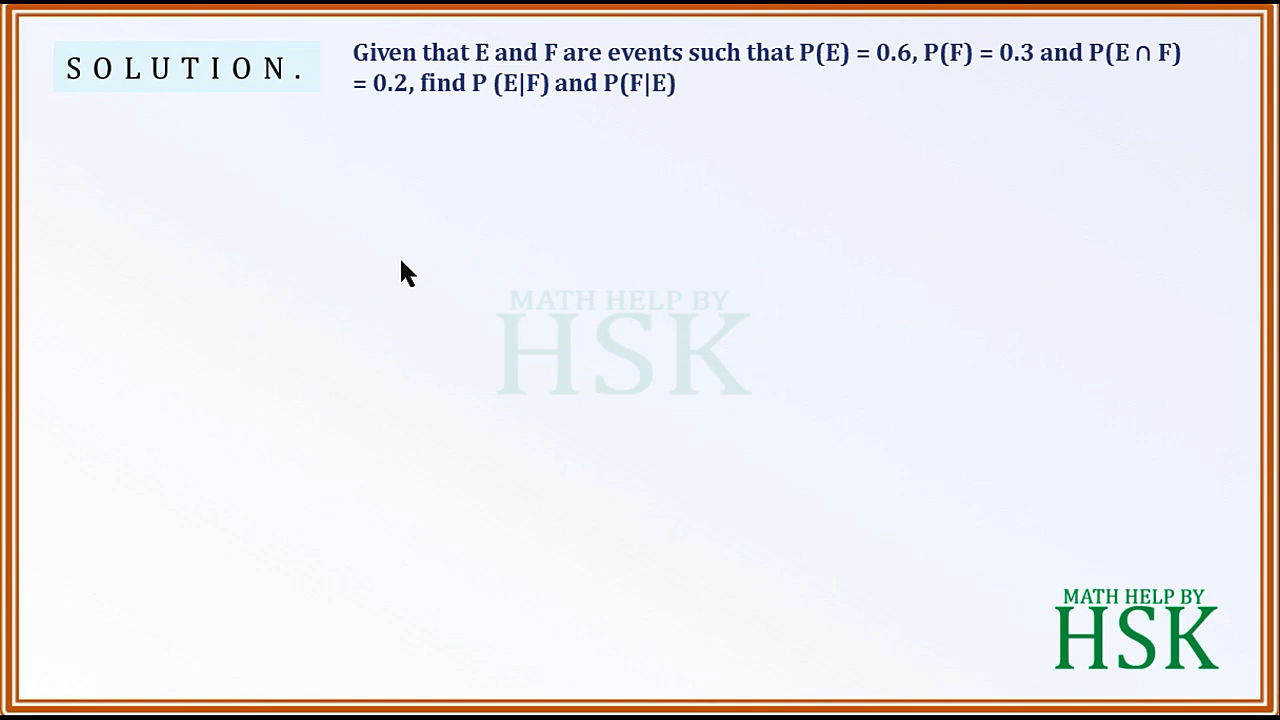 SOLUTION.
Given that E and F are events such that P(E) = 0.6, P(F) = 0.3 and P(E ∩ F)
= 0.2, find P (E|F) and P(F|E)
MATH HELP BY
HSK
MATH HELP BY
HSK